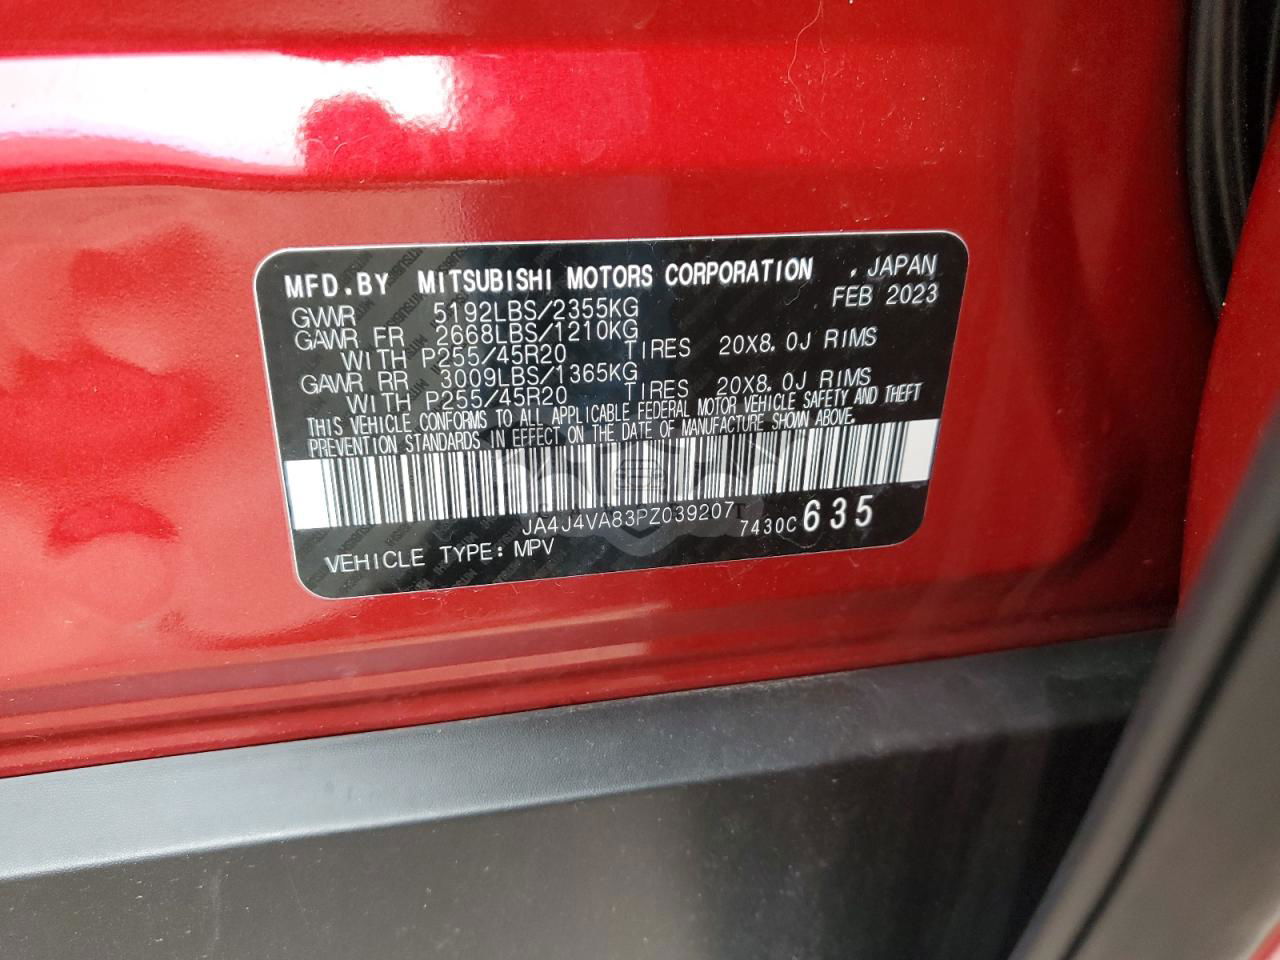 MFD.BY MITSUBISHI MOTORS CORPORATION . JAPAN
FEB 2023
GVWR 5192LBS/2355KG
GAWR FR 2668LBS/1210KG
WITH P255/45R20 TIRES 20X8.0J RIMS
GAWR RR 3009LBS/1365KG
WITH P255/45R20 TIRES 20X8.0J RIMS
THIS VEHICLE CONFORMS TO ALL APPLICABLE FEDERAL MOTOR VEHICLE SAFETY AND THEFT
PREVENTION STANDARDS IN EFFECT ON THE DATE OF MANUFACTURE SHOWN ABOVE.
JA4J4VA83PZ039207
7430C 635
VEHICLE TYPE: MPV